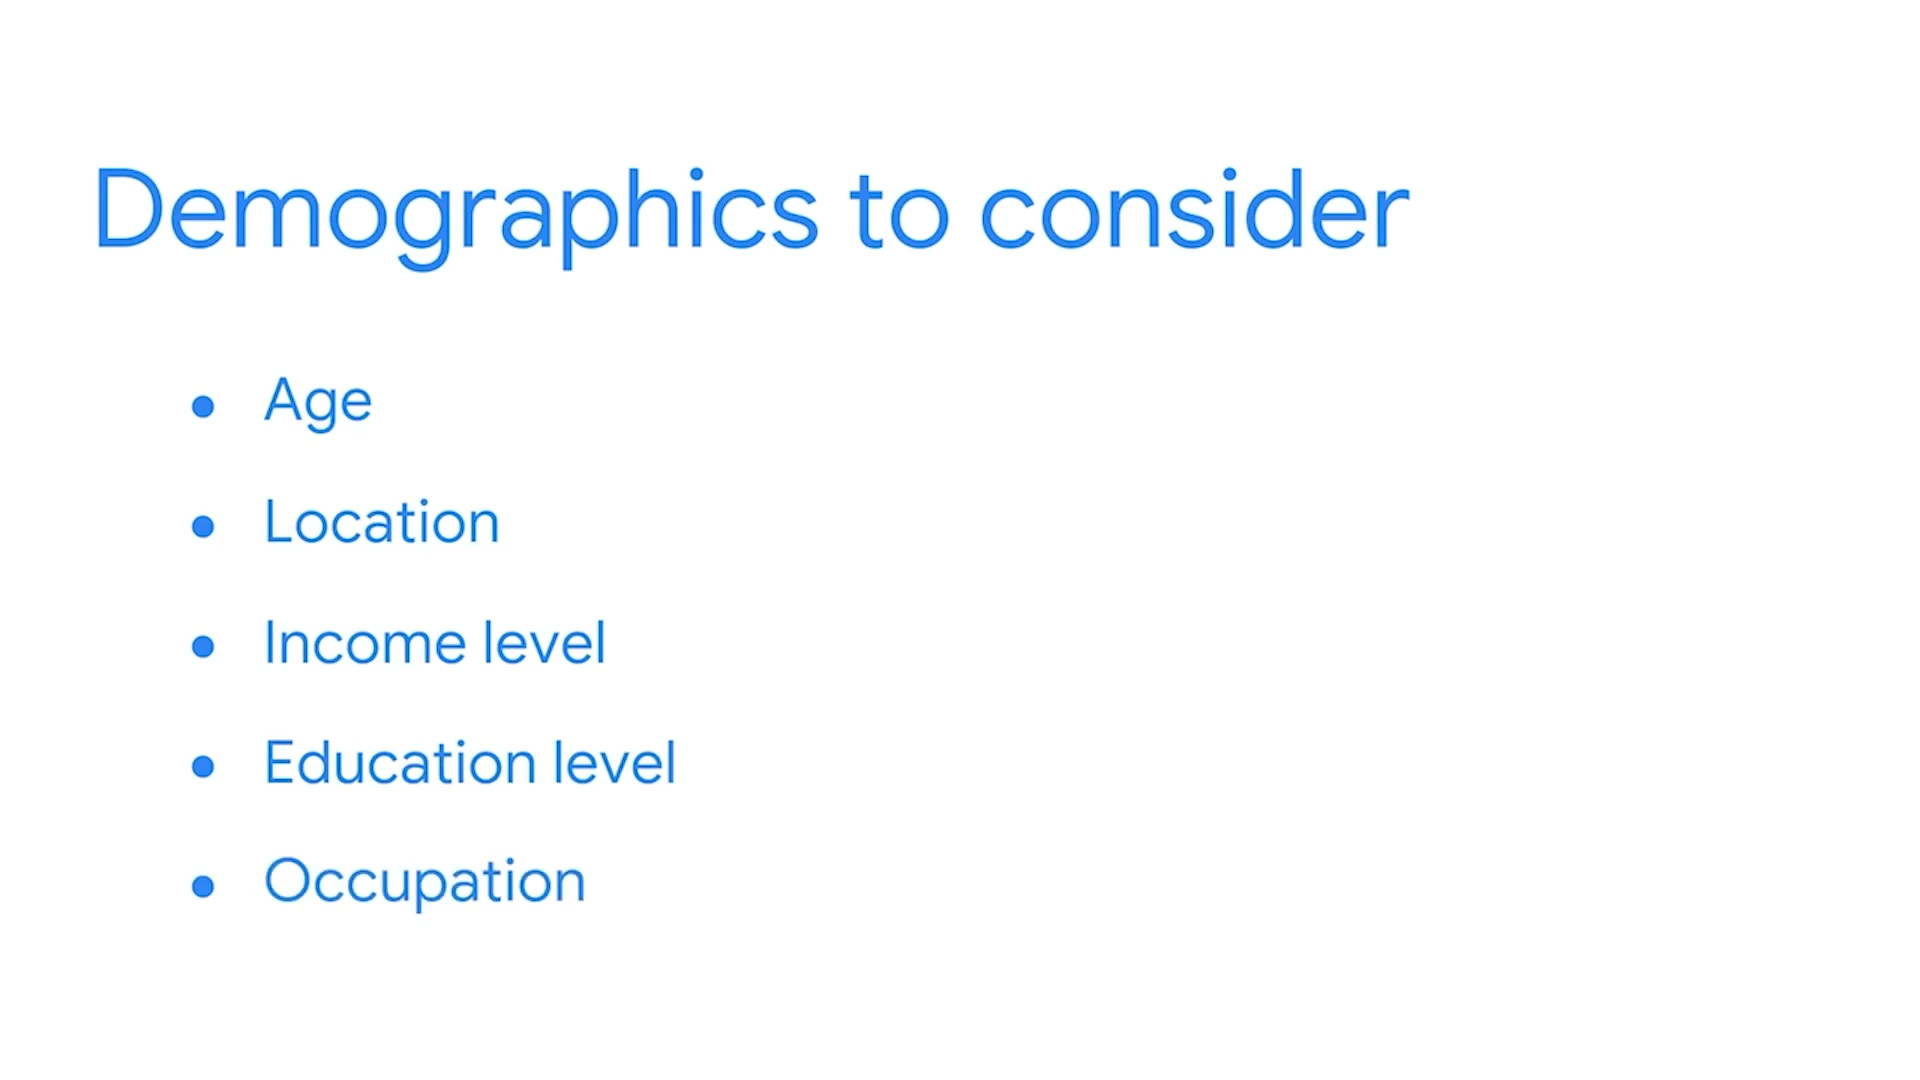 Demographics to consider
● Age
● Location
● Income level
● Education level
● Occupation